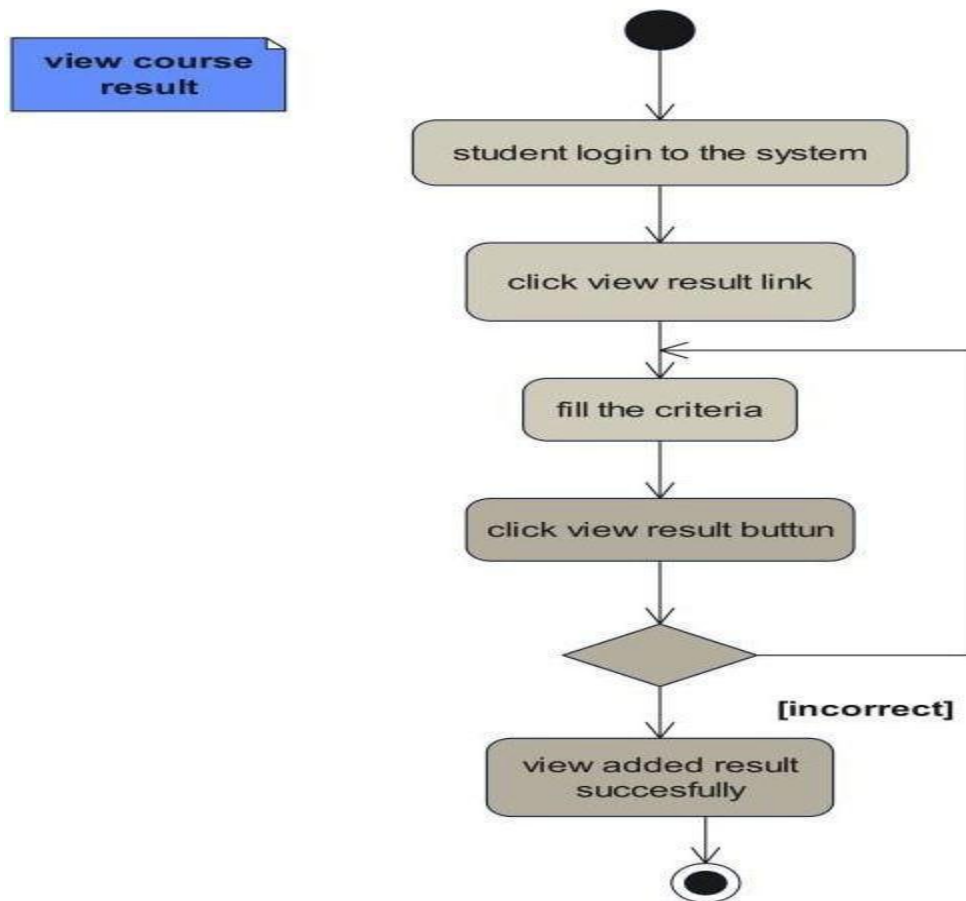 view course
result
student login to the system
click view result link
fill the criteria
click view result buttun
[incorrect]
view added result
succesfully